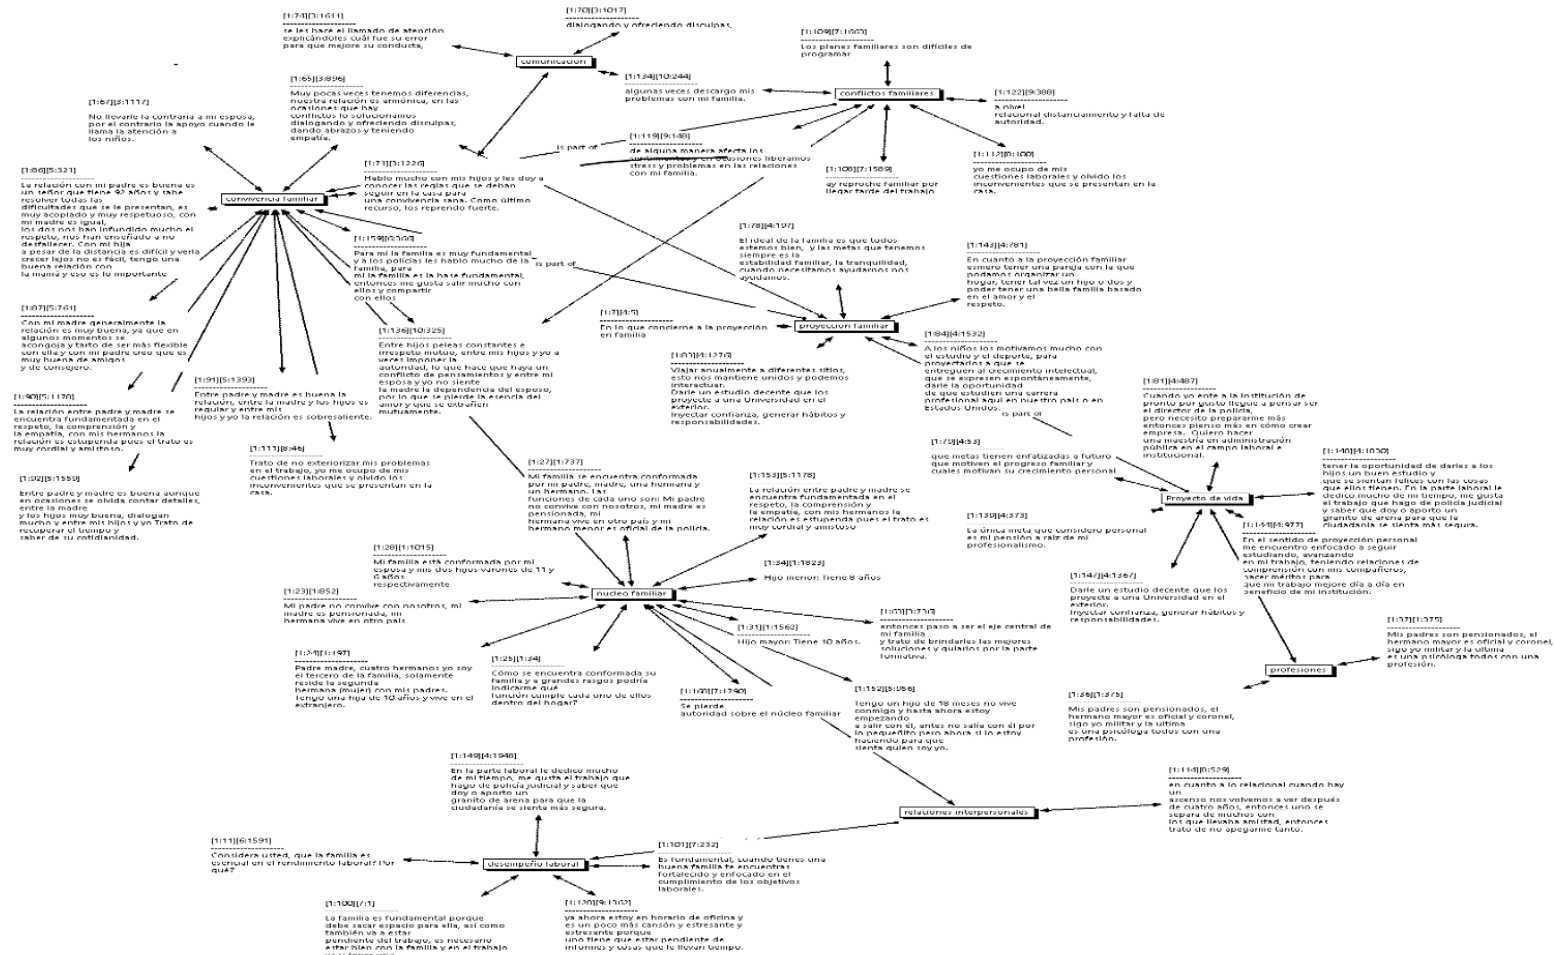 [1:74][3:1611]
se les hace el llamado de atención
explicándoles cuál fue su error
para que mejore su conducta,
[1:70][3:1017]
dialogando y ofreciendo disculpas,
comunicacion
[1:109][7:1660]
Los planes familiares son difíciles de
programar
[1:65][3:896]
Muy pocas veces tenemos diferencias,
nuestra relación es armónica, en las
ocasiones que hay
conflictos lo solucionamos
dialogando y ofreciendo disculpas,
dando abrazos y teniendo
empatía.
[1:134][10:244]
algunas veces descargo mis
problemas con mi familia.
conflictos familiares
[1:122][9:388]
a nivel
relacional distanciamiento y falta de
autoridad.
[1:67][3:1117]
No llevarle la contraria a mi esposa,
por el contrario la apoyo cuando le
llama la atención a
los niños.
is part of
[1:119][9:148]
de alguna manera afecta los
sentimientos y en ocasiones liberamos
stress y problemas en las relaciones
con mi familia.
[1:112][8:100]
yo me ocupo de mis
cuestiones laborales y olvido los
inconvenientes que se presentan en la
casa.
[1:108][7:1589]
ay reproche familiar por
llegar tarde del trabajo
[1:86][5:321]
La relación con mi padre es buena es
un señor que tiene 92 años y sabe
resolver todas las
dificultades que se le presentan, es
muy acoplado y muy respetuoso, con
mi madre es igual,
los dos nos han infundido mucho el
respeto, nos han enseñado a no
desfallecer. Con mi hija
a pesar de la distancia es difícil y verla
crecer lejos no es fácil, tengo una
buena relación con
la mamá y eso es lo importante
[1:71][3:1226]
Hablo mucho con mis hijos y les doy a
conocer las reglas que se deban
seguir en la casa para
una convivencia sana. Como último
recurso, los reprendo fuerte.
convivencia familiar
[1:159][6:366]
Para mí la familia es muy fundamental
y a los policías les hablo mucho de la
familia, para
mí la familia es la base fundamental,
entonces me gusta salir mucho con
ellos y compartir
con ellos
is part of
[1:78][4:197]
El ideal de la familia es que todos
estemos bien, y las metas que tenemos
siempre es la
estabilidad familiar, la tranquilidad,
cuando necesitamos ayudarnos nos
ayudamos.
[1:143][4:781]
En cuanto a la proyección familiar
esmero tener una pareja con la que
podamos organizar un
hogar, tener tal vez un hijo o dos y
poder tener una bella familia basado
en el amor y el
respeto.
[1:7][4:5]
En lo que concierne a la proyección
en familia
proyeccion familiar
[1:87][5:761]
Con mi madre generalmente la
relación es muy buena, ya que en
algunos momentos se
acongoja y tarto de ser más flexible
con ella y con mi padre creo que es
muy buena de amigos
y de consejero.
[1:136][10:325]
Entre hijos peleas constantes e
irrespeto mutuo, entre mis hijos y yo a
veces imponer la
autoridad, lo que hace que haya un
conflicto de pensamientos y entre mi
esposa y yo no siente
la madre la dependencia del esposo,
por lo que se pierde la esencia del
amor y que se extrañen
mutuamente.
[1:83][4:1276]
Viajar anualmente a diferentes sitios,
esto nos mantiene unidos y podemos
interactuar.
Darle un estudio decente que los
proyecte a una Universidad en el
exterior.
Inyectar confianza, generar hábitos y
responsabilidades.
[1:84][4:1532]
A los niños los motivamos mucho con
el estudio y el deporte, para
proyectarlos a que se
entreguen al crecimiento intelectual,
que se expresen espontáneamente,
darle la oportunidad
de que estudien una carrera
profesional aquí en nuestro país o en
Estados Unidos.
is part of
[1:81][4:487]
Cuando yo ente a la institución de
pronto por gusto llegue a pensar ser
el director de la policía,
pero necesito prepararme más
entonces pienso más en cómo crear
empresa. Quiero hacer
una maestría en administración
pública en el campo laboral e
institucional.
[1:91][5:1393]
Entre padre y madre es buena la
relación, entre la madre y los hijos es
regular y entre mis
hijos y yo la relación es sobresaliente.
[1:90][5:1170]
La relación entre padre y madre se
encuentra fundamentada en el
respeto, la comprensión y
la empatía, con mis hermanos la
relación es estupenda pues el trato es
muy cordial y amistoso.
[1:79][4:53]
que metas tienen enfatizadas a futuro
que motiven el progreso familiar y
cuales motivan su crecimiento personal
[1:111][8:46]
Trato de no exteriorizar mis problemas
en el trabajo, yo me ocupo de mis
cuestiones laborales y olvido los
inconvenientes que se presentan en la
casa.
[1:27][1:737]
Mi familia se encuentra conformada
por mi padre, madre, una hermana y
un hermano. Las
funciones de cada uno son: Mi padre
no convive con nosotros, mi madre es
pensionada, mi
hermana vive en otro país y mi
hermano menor es oficial de la policía.
[1:153][5:1178]
La relación entre padre y madre se
encuentra fundamentada en el
respeto, la comprensión y
la empatía, con mis hermanos la
relación es estupenda pues el trato es
muy cordial y amistoso
[1:140][4:1030]
tener la oportunidad de darles a los
hijos un buen estudio y
que se sientan felices con las cosas
que ellos tienen. En la parte laboral le
dedico mucho de mi tiempo, me gusta
el trabajo que hago de policía judicial
y saber que doy o aporto un
granito de arena para que la
ciudadanía se sienta más segura.
Proyecto de vida
[1:92][5:1559]
Entre padre y madre es buena aunque
en ocasiones se olvida contar detalles,
entre la madre
y los hijos muy buena, dialogan
mucho y entre mis hijos y yo Trato de
recuperar el tiempo y
saber de su cotidianidad.
[1:139][4:373]
La única meta que considero personal
es mi pensión a raíz de mi
profesionalismo.
[1:144][4:977]
En el sentido de proyección personal
me encuentro enfocado a seguir
estudiando, avanzando
en mi trabajo, teniendo relaciones de
comprensión con mis compañeros,
hacer méritos para
que mi trabajo mejore día a día en
beneficio de mi institución.
[1:28][1:1015]
Mi familia está conformada por mi
esposa y mis dos hijos varones de 11 y
6 años
respectivamente
[1:34][1:1823]
Hijo menor: Tiene 8 años
[1:147][4:1367]
Darle un estudio decente que los
proyecte a una Universidad en el
exterior.
Inyectar confianza, generar hábitos y
responsabilidades.
[1:23][1:852]
Mi padre no convive con nosotros, mi
madre es pensionada, mi
hermana vive en otro país
nucleo familiar
[1:31][1:1562]
Hijo mayor: Tiene 10 años.
[1:63][3:736]
entonces paso a ser el eje central de
mi familia
y trato de brindarles las mejores
soluciones y guiarlos por la parte
formativa.
[1:37][1:375]
Mis padres son pensionados, el
hermano mayor es oficial y coronel,
sigo yo militar y la ultima
es una psicóloga todos con una
profesión.
profesiones
[1:24][1:197]
Padre madre, cuatro hermanos yo soy
el tercero de la familia, solamente
reside la segunda
hermana (mujer) con mis padres.
Tengo una hija de 10 años y vive en el
extranjero.
[1:25][1:34]
Cómo se encuentra conformada su
familia y a grandes rasgos podría
indicarme qué
función cumple cada uno de ellos
dentro del hogar?
[1:160][7:1790]
Se pierde
autoridad sobre el núcleo familiar
[1:152][5:956]
Tengo un hijo de 18 meses no vive
conmigo y hasta ahora estoy
empezando
a salir con él, antes no salía con él por
lo pequeñito pero ahora si lo estoy
haciendo para que
sienta quien soy yo.
[1:36][1:375]
Mis padres son pensionados, el
hermano mayor es oficial y coronel,
sigo yo militar y la ultima
es una psicóloga todos con una
profesión.
[1:149][4:1948]
En la parte laboral le dedico mucho
de mi tiempo, me gusta el trabajo que
hago de policía judicial y saber que
doy o aporto un
granito de arena para que la
ciudadanía se sienta más segura.
[1:114][8:529]
en cuanto a lo relacional cuando hay
un
ascenso nos volvemos a ver después
de cuatro años, entonces uno se
separa de muchos con
los que llevaba amistad, entonces
trato de no apegarme tanto.
relaciones interpersonales
[1:11][6:1591]
Considera usted, que la familia es
esencial en el rendimiento laboral? Por
qué?
desempeño laboral
[1:101][7:232]
Es fundamental, cuando tienes una
buena familia te encuentras
fortalecido y enfocado en el
cumplimiento de los objetivos
laborales.
[1:100][7:1]
La familia es fundamental porque
debe sacar espacio para ella, así como
también va a estar
pendiente del trabajo, es necesario
estar bien con la familia y en el trabajo
[1:120][9:1362]
ya ahora estoy en horario de oficina y
es un poco más cansón y estresante y
estresante porque
uno tiene que estar pendiente de
informes y cosas que le llevan tiempo.